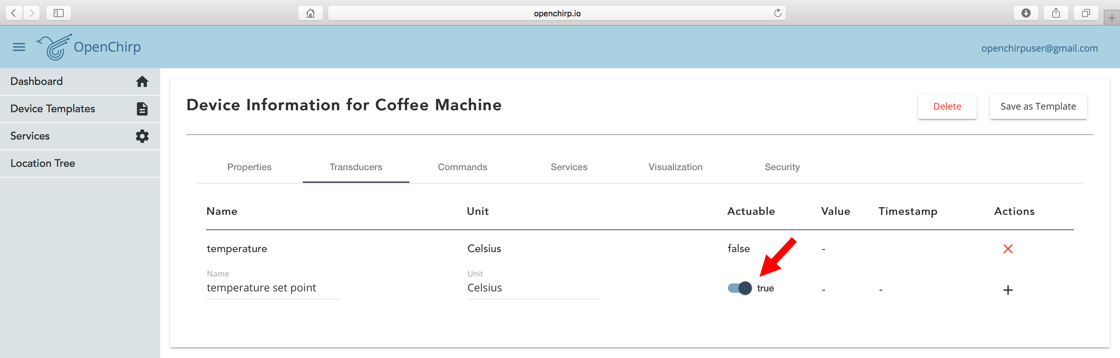 openchirp.io
OpenChirp
openchirpuser@gmail.com
Dashboard
Device Templates
Services
Location Tree
Device Information for Coffee Machine
Delete
Save as Template
Properties Transducers Commands Services Visualization Security
Name Unit Actuable Value Timestamp Actions
temperature Celsius false -
Name Unit
temperature set point Celsius true - -